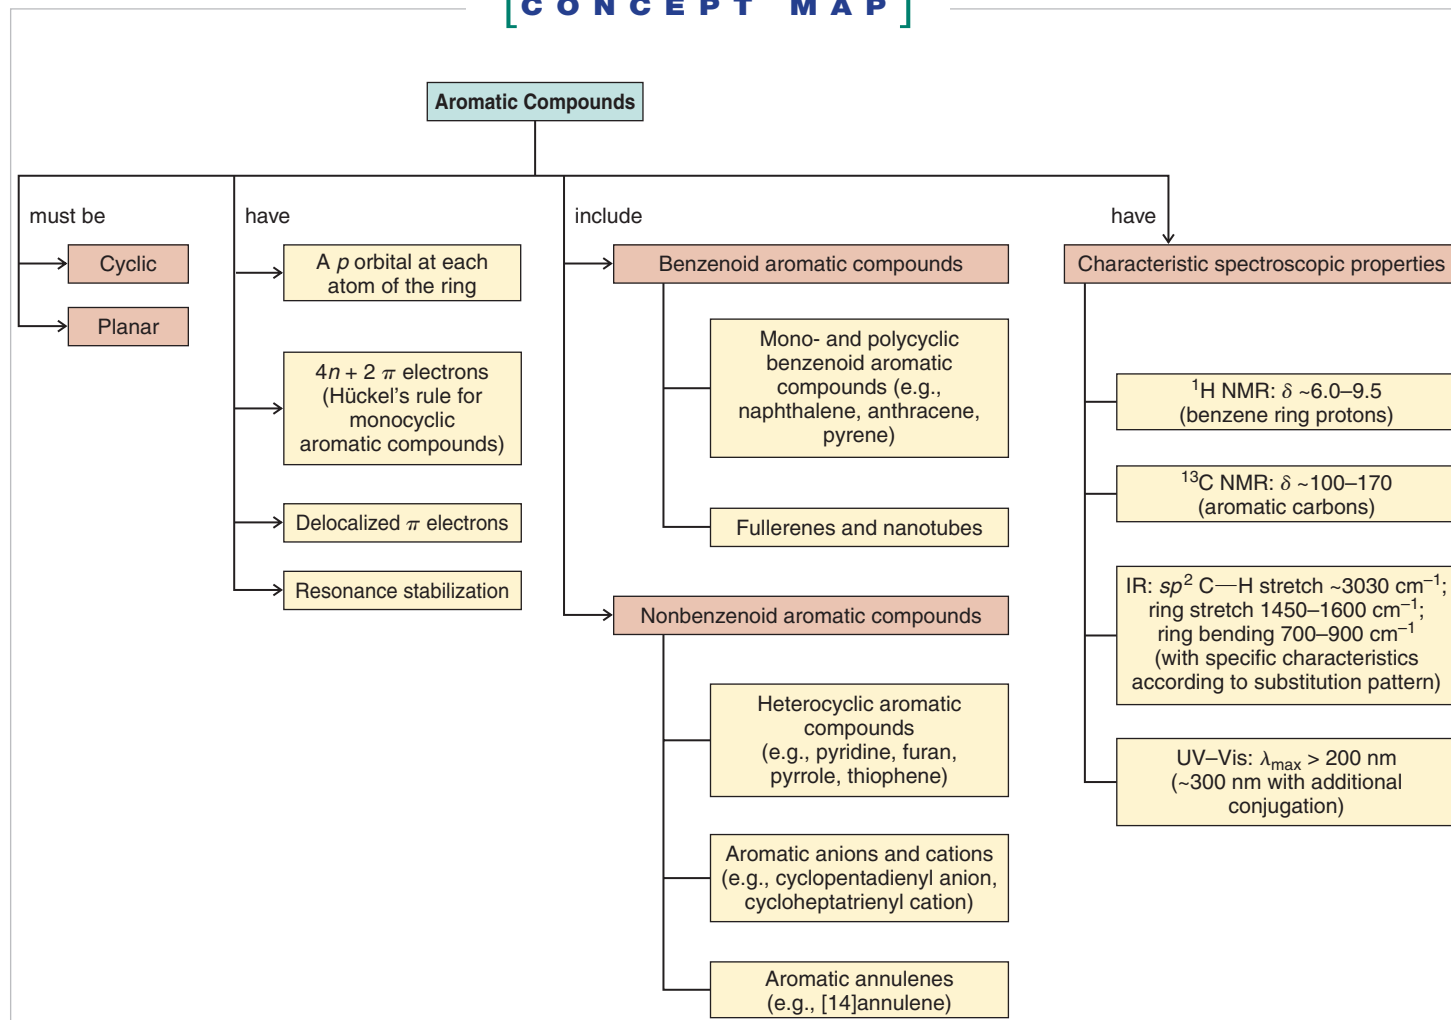 [CONCEPT MAP]
Aromatic Compounds
must be
Cyclic
Planar
have
A p orbital at each
atom of the ring
4n + 2 π electrons
(Hückel’s rule for
monocyclic
aromatic compounds)
Delocalized π electrons
Resonance stabilization
include
Benzenoid aromatic compounds
Mono- and polycyclic
benzenoid aromatic
compounds (e.g.,
naphthalene, anthracene,
pyrene)
Fullerenes and nanotubes
Nonbenzenoid aromatic compounds
Heterocyclic aromatic
compounds
(e.g., pyridine, furan,
pyrrole, thiophene)
Aromatic anions and cations
(e.g., cyclopentadienyl anion,
cycloheptatrienyl cation)
Aromatic annulenes
(e.g., [14]annulene)
have
Characteristic spectroscopic properties
¹H NMR: δ ~6.0–9.5
(benzene ring protons)
¹³C NMR: δ ~100–170
(aromatic carbons)
IR: sp² C—H stretch ~3030 cm⁻¹;
ring stretch 1450–1600 cm⁻¹;
ring bending 700–900 cm⁻¹
(with specific characteristics
according to substitution pattern)
UV–Vis: λmax > 200 nm
(~300 nm with additional
conjugation)